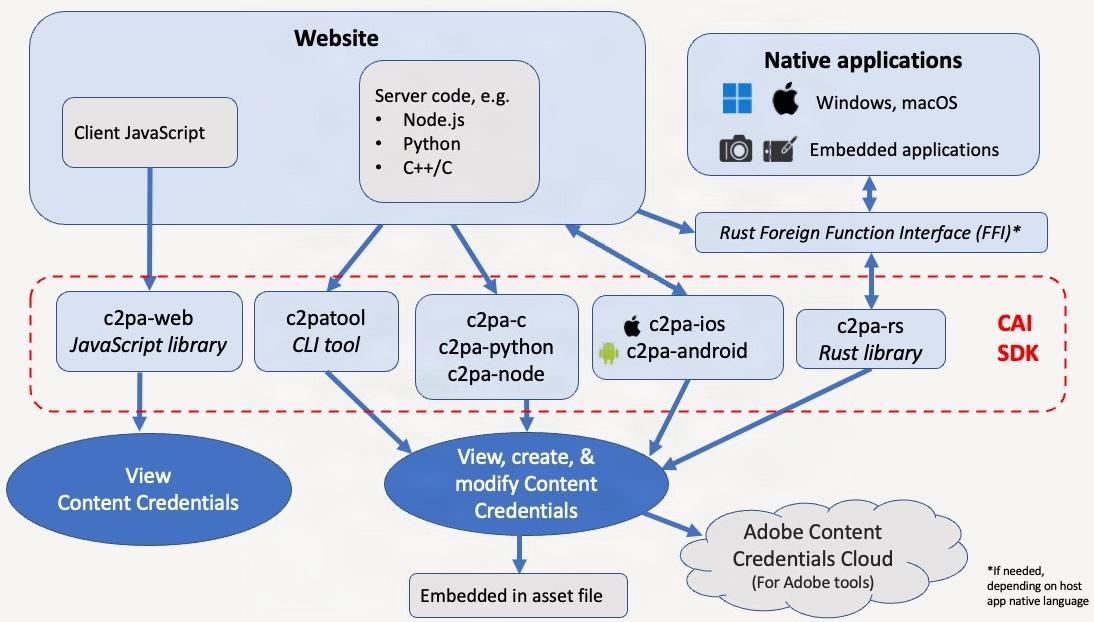 Website
Client JavaScript
Server code, e.g.
• Node.js
• Python
• C++/C
Native applications
Windows, macOS
Embedded applications
Rust Foreign Function Interface (FFI)*
c2pa-web
JavaScript library
c2patool
CLI tool
c2pa-c
c2pa-python
c2pa-node
c2pa-ios
c2pa-android
c2pa-rs
Rust library
CAI
SDK
View
Content Credentials
View, create, &
modify Content
Credentials
Adobe Content
Credentials Cloud
(For Adobe tools)
Embedded in asset file
*If needed,
depending on host
app native language